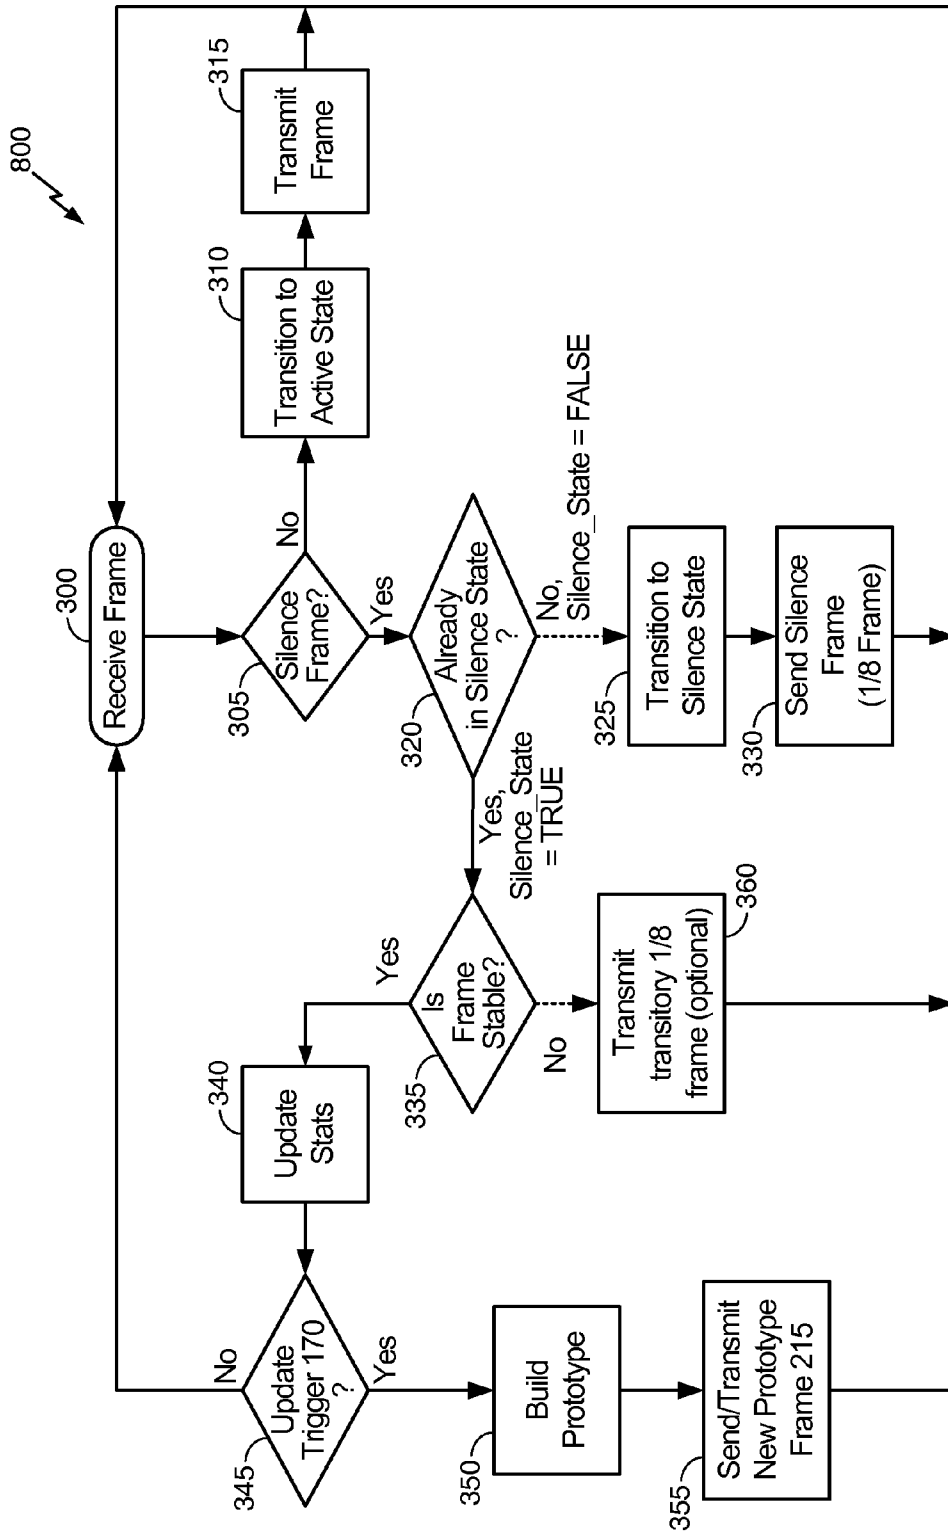 800
300
Receive Frame
305
Silence
Frame?
No
Yes
310
Transition to
Active State
315
Transmit
Frame
320
Already
in Silence State
?
No,
Silence_State = FALSE
Yes,
Silence_State
= TRUE
325
Transition to
Silence State
330
Send Silence
Frame
(1/8 Frame)
335
Is
Frame
Stable?
Yes
No
360
Transmit
transitory 1/8
frame (optional)
340
Update
Stats
345
Update
Trigger 170
?
No
Yes
350
Build
Prototype
355
Send/Transmit
New Prototype
Frame 215